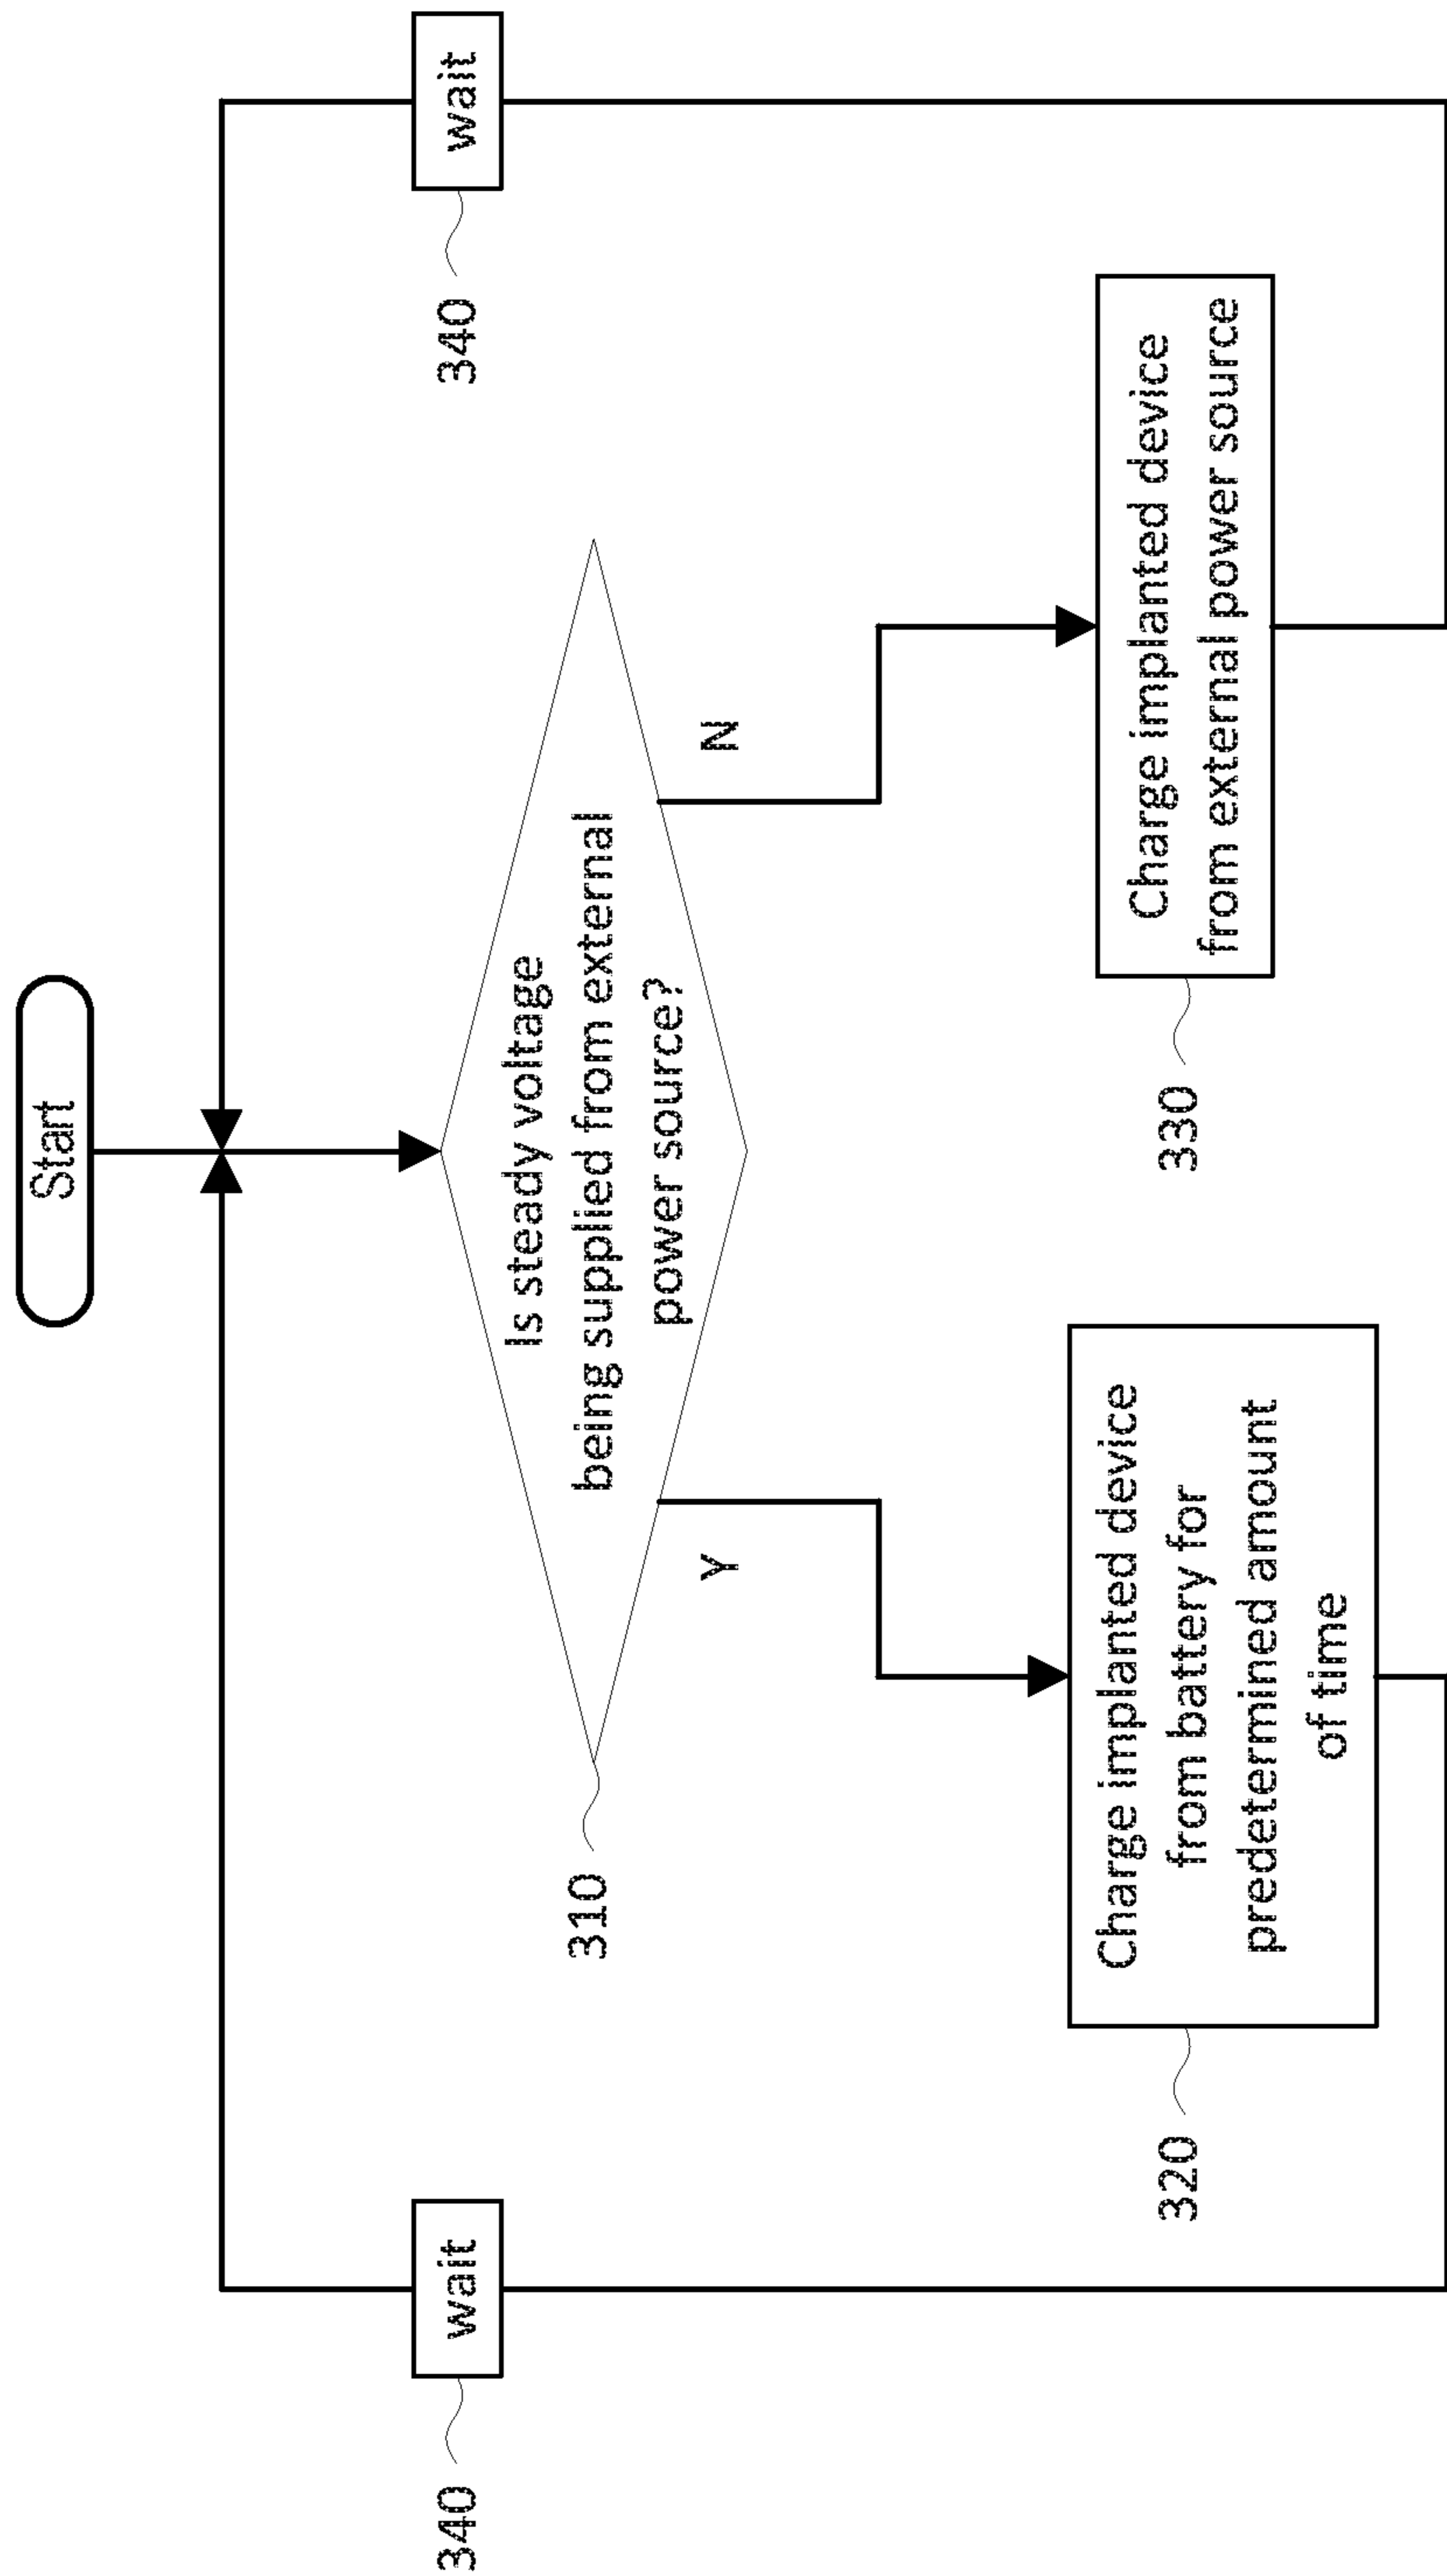 Start
wait
340
wait
340
Is steady voltage
being supplied from external
power source?
310
Y
N
Charge implanted device
from battery for
predetermined amount
of time
320
Charge implanted device
from external power source
330